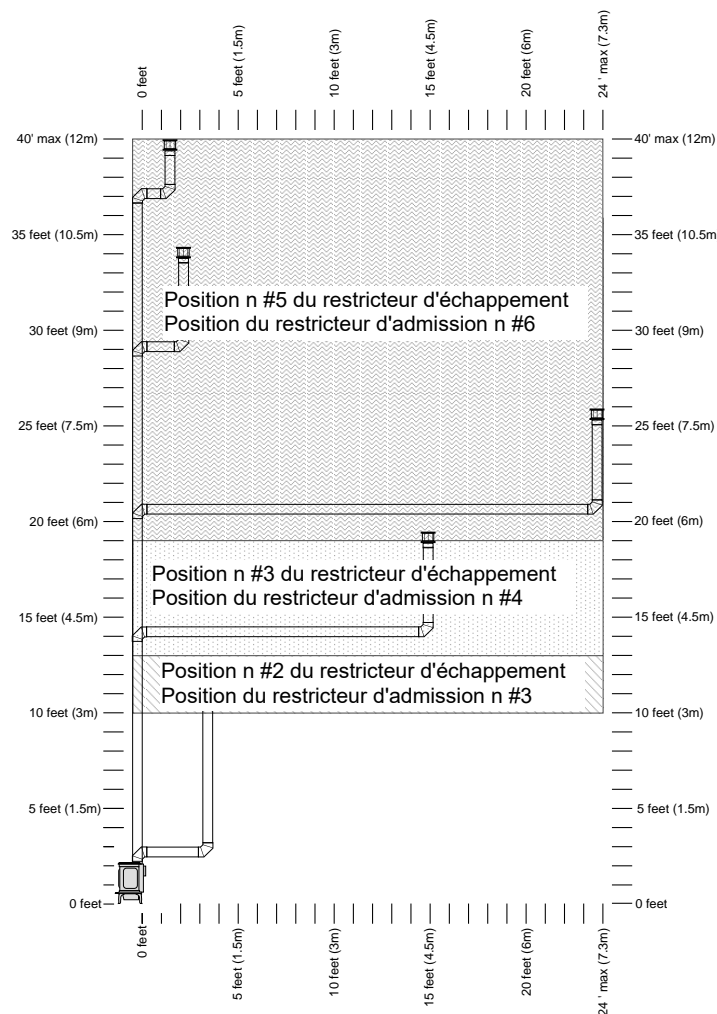 0 feet
5 feet (1.5m)
10 feet (3m)
15 feet (4.5m)
20 feet (6m)
24 ' max (7.3m)
40' max (12m)
40' max (12m)
35 feet (10.5m)
35 feet (10.5m
Position n #5 du restricteur d'échappement
Position du restricteur d'admission n #6
30 feet (9m)
30 feet (9m)
25 feet (7.5m)
25 feet (7.5m)
20 feet (6m)
20 feet (6m)
Position n #3 du restricteur d'échappement
Position du restricteur d'admission n #4
15 feet (4.5m)
15 feet (4.5m)
Position n #2 du restricteur d'échappement
Position du restricteur d'admission n #3
10 feet (3m)
10 feet (3m)
5 feet (1.5m)
5 feet (1.5m)
0 feet
0 feet
0 feet
5 feet (1.5m)
10 feet (3m)
15 feet (4.5m)
20 feet (6m)
24 ' max (7.3m)